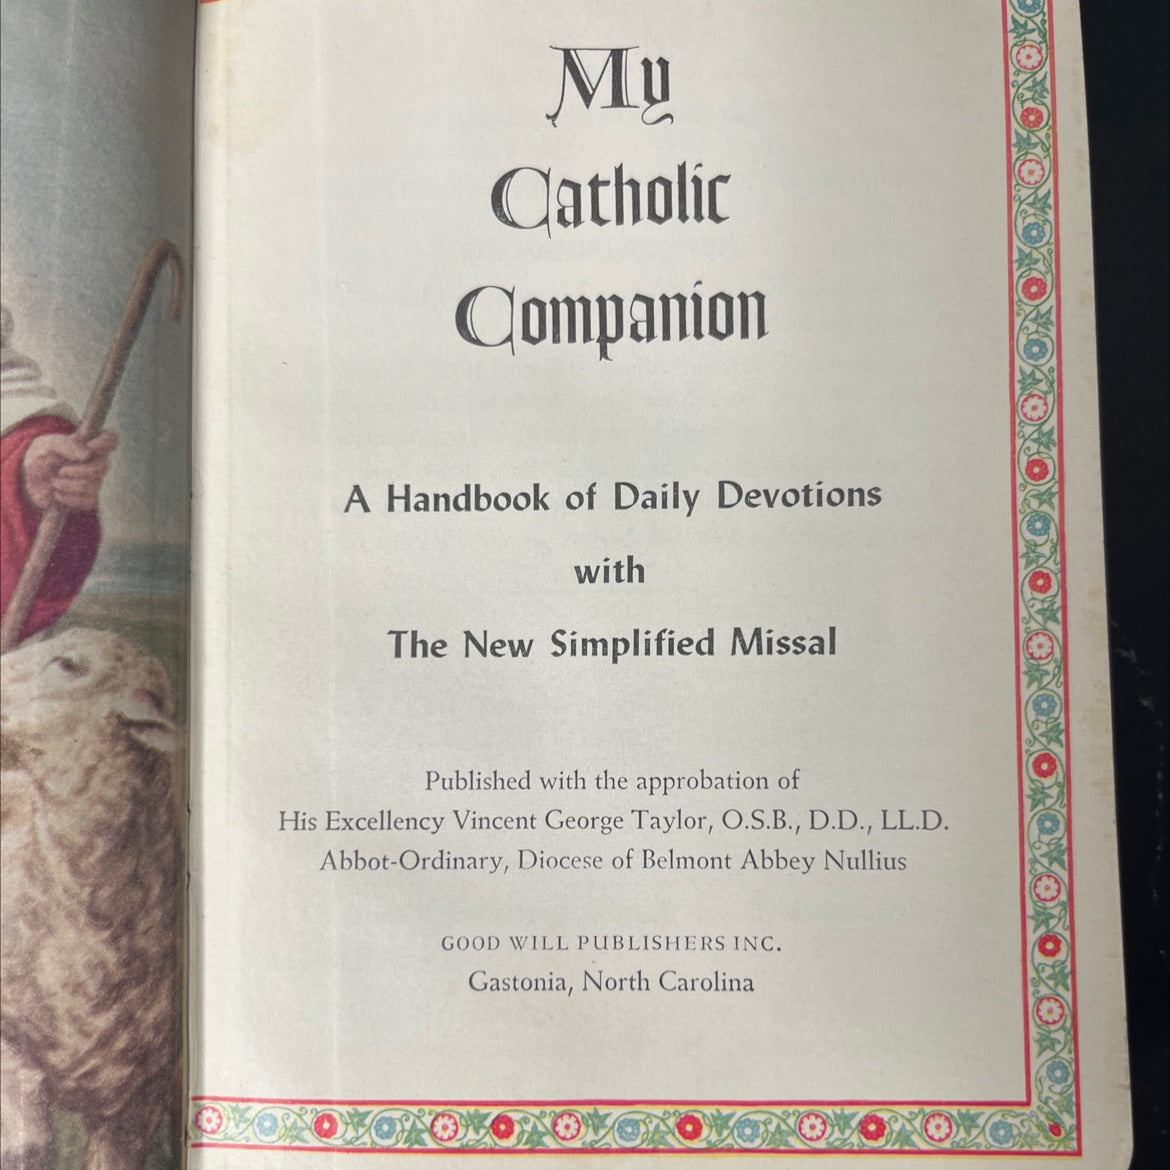 My
Catholic
Companion
A Handbook of Daily Devotions
with
The New Simplified Missal
Published with the approbation of
His Excellency Vincent George Taylor, O.S.B., D.D., LL.D.
Abbot-Ordinary, Diocese of Belmont Abbey Nullius
GOOD WILL PUBLISHERS INC.
Gastonia, North Carolina